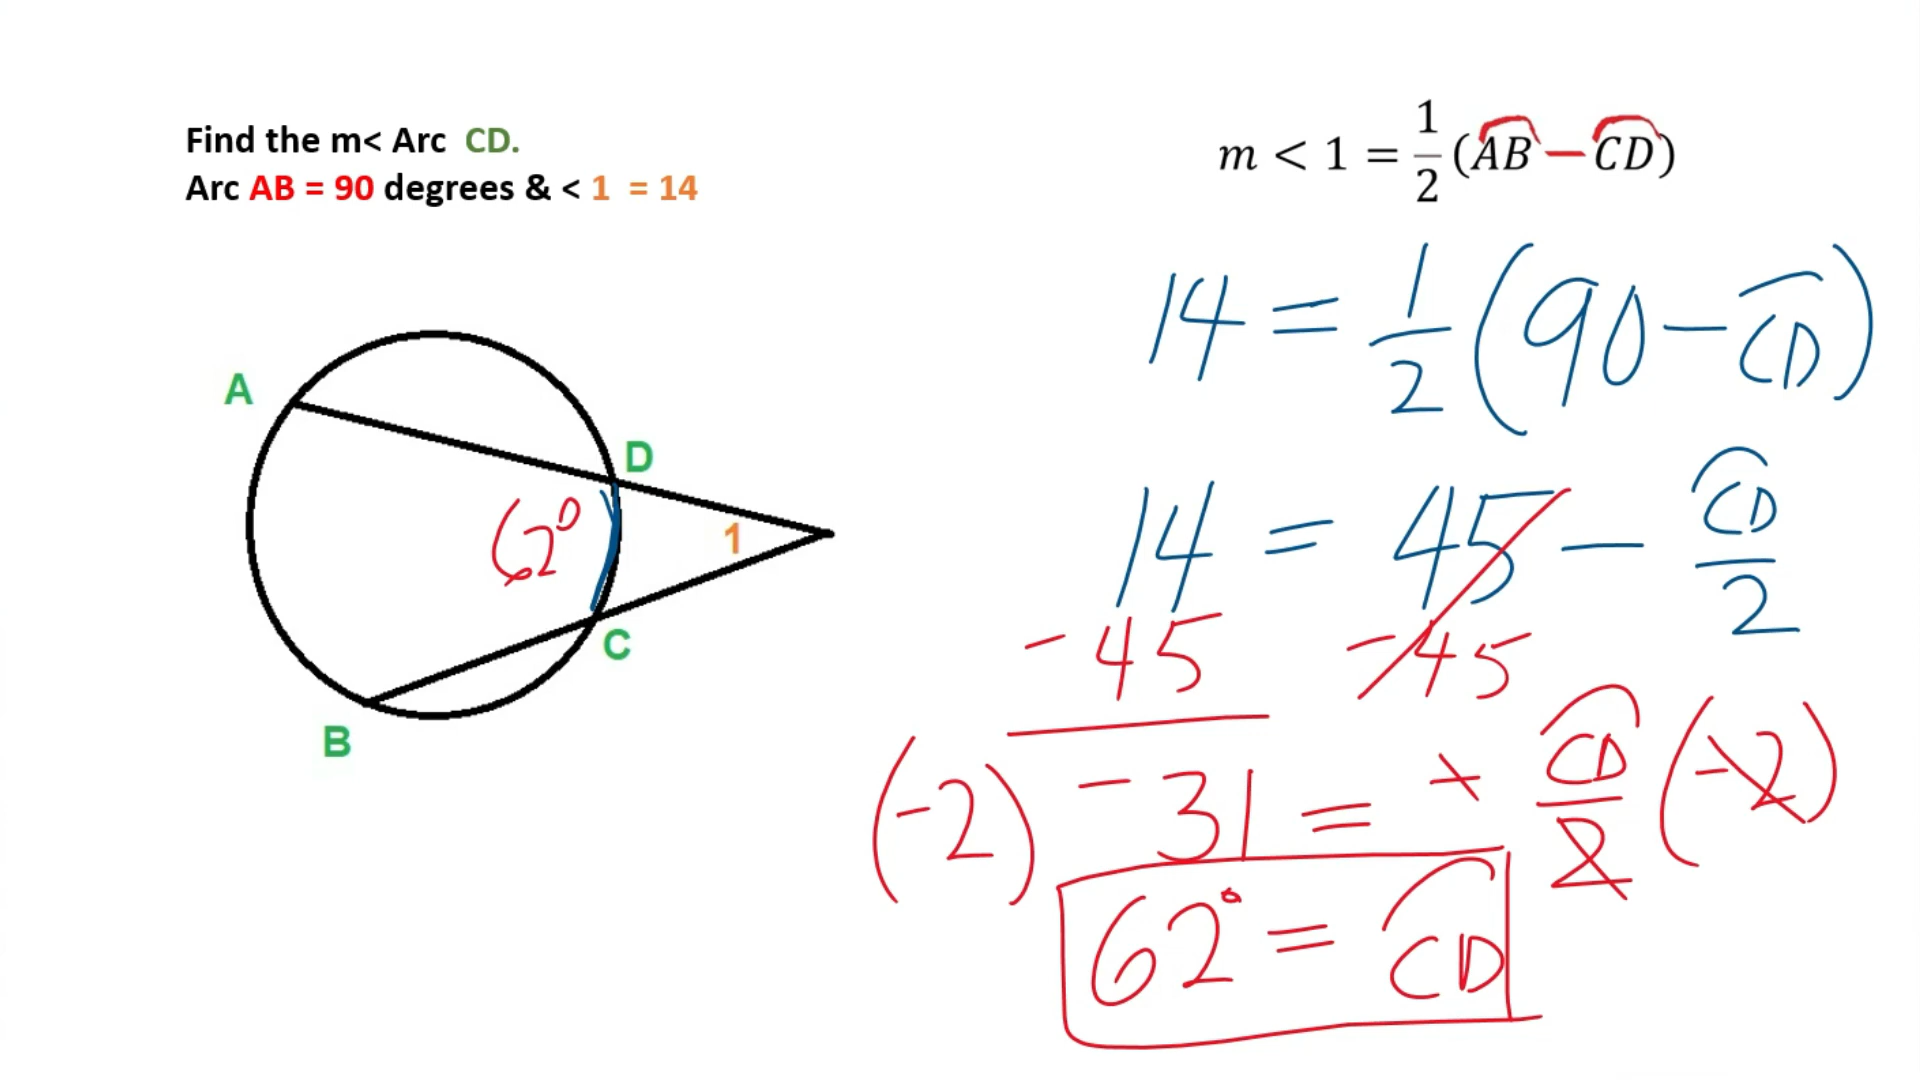 Find the m< Arc CD.
Arc AB = 90 degrees & < 1 = 14
m < 1 = 1/2 (AB − CD)
14 = 1/2 (90 − CD)
14 = 45 − CD/2
-45 -45
(-2) -31 = - CD/2 (-2)
62° = CD
A
D
62°
1
C
B